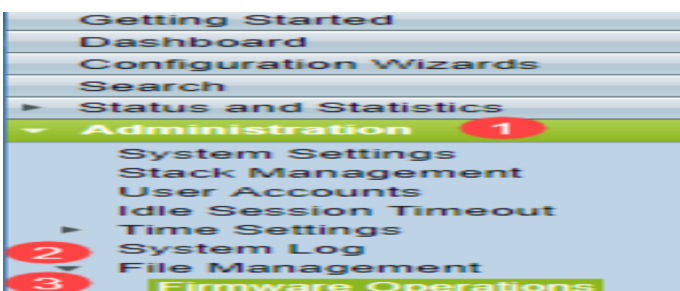 Getting Started
Dashboard
Configuration Wizards
Search
Status and Statistics
Administration 1
System Settings
Stack Management
User Accounts
Idle Session Timeout
Time Settings
2 System Log
File Management
3 Firmware Operations